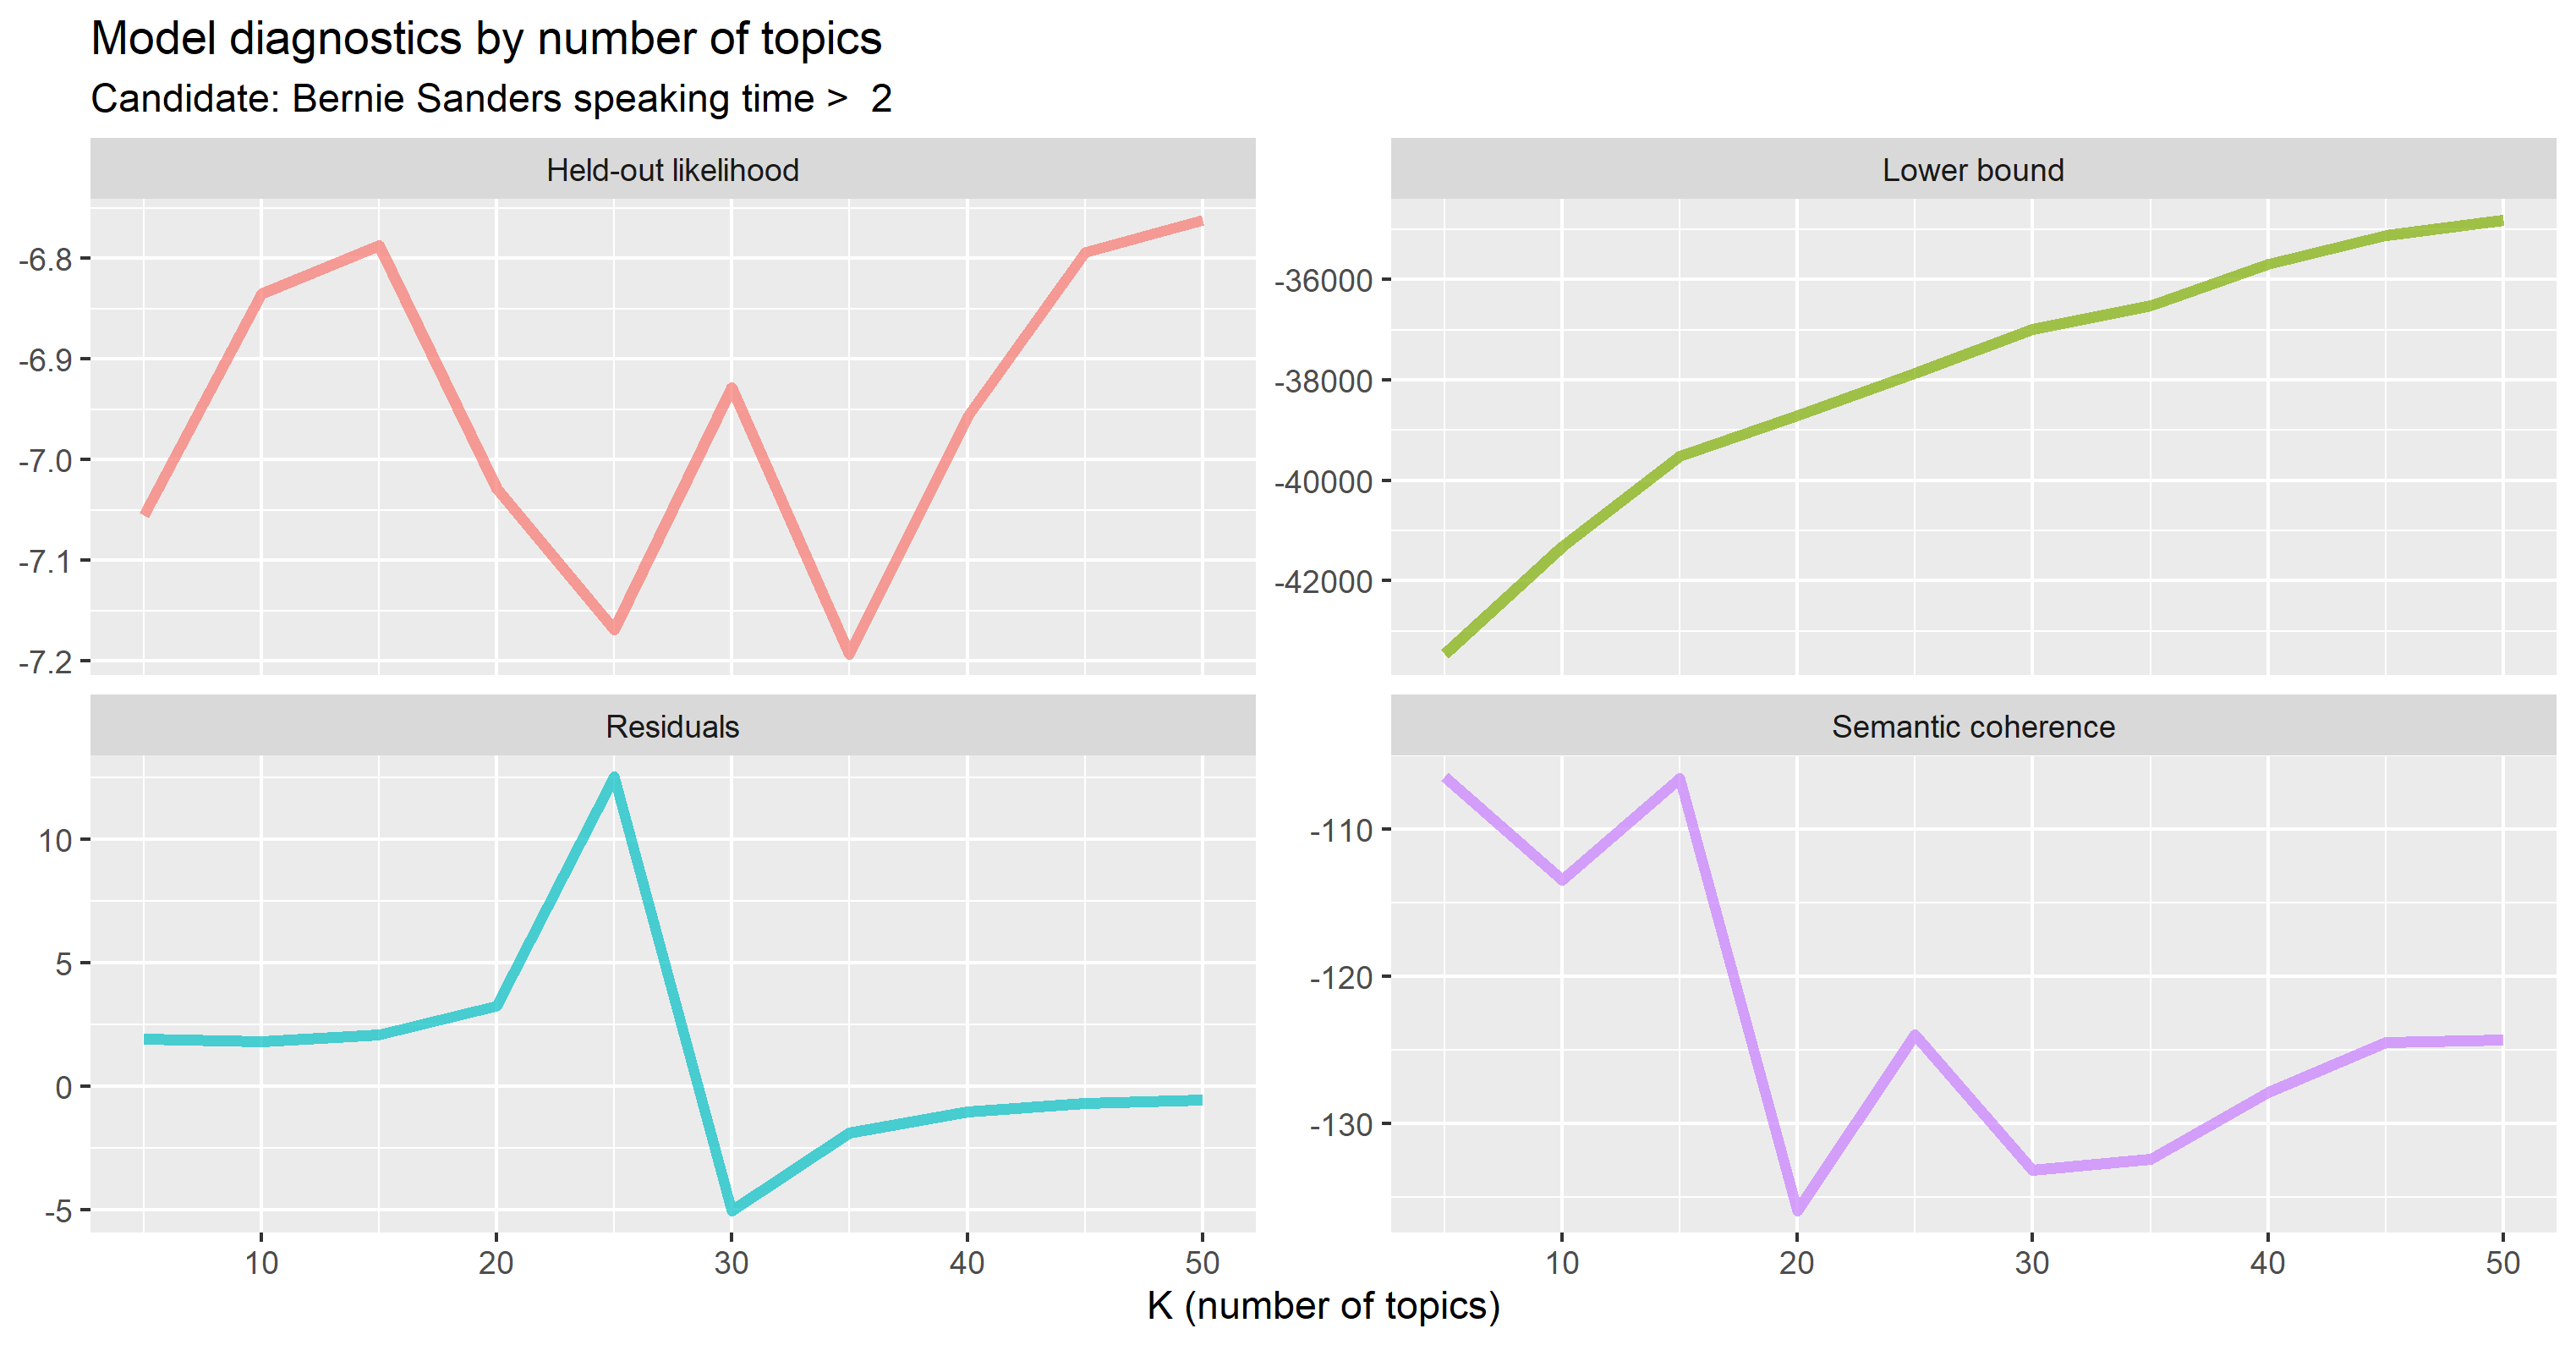 Model diagnostics by number of topics
Candidate: Bernie Sanders speaking time >  2
Held-out likelihood
-6.8
-6.9
-7.0
-7.1
-7.2
Lower bound
-36000
-38000
-40000
-42000
Residuals
10
5
0
-5
10 20 30 40 50
Semantic coherence
-110
-120
-130
10 20 30 40 50
K (number of topics)